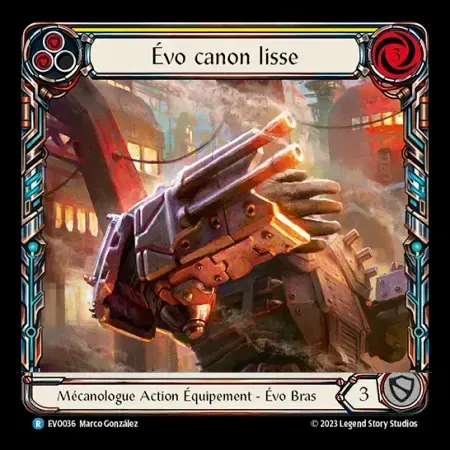 Évo canon lisse
3
Mécanologue Action Équipement - Évo Bras
3
R EVO036 Marco González
© 2023 Legend Story Studios